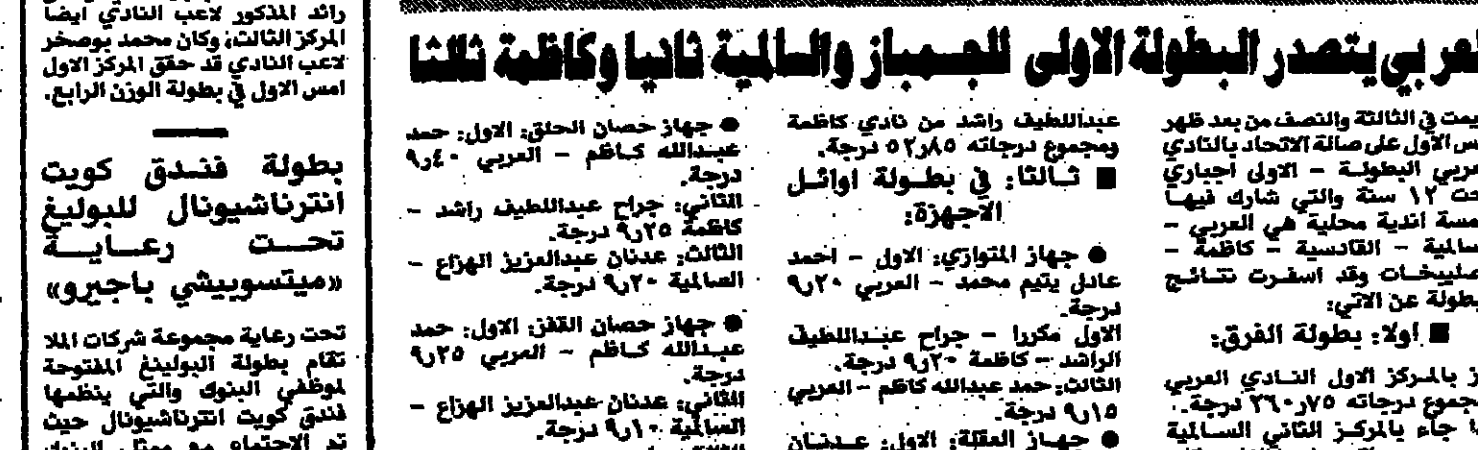 العربي يتصدر البطولة الاولى للجمباز والسالمية ثانيا وكاظمة ثالثا
في الثالثة والنصف من بعد ظهر
الاول على صالة الاتحاد بالنادي
البطولة – الاولى اجباري
١٢ سنة والتي شارك فيها
اندية محلية هي العربي –
– القادسية – كاظمة –
وقد اسفرت نتائج
عن الاتي:
■ اولا: بطولة الفرق:
بالمركز الاول النادي العربي
درجاته ٢٦٠٫٧٥ درجة.
جاء بالمركز الثاني السالمية
عبداللطيف راشد من نادي كاظمة
ومجموع درجاته ٥٢٫٨٥ درجة.
■ ثالثا: في بطولة اوائل
الاجهزة:
● جهاز المتوازي: الاول – احمد
عادل يتيم محمد – العربي ٩٫٢٠
درجة.
الاول مكررا – جراح عبداللطيف
الراشد – كاظمة ٩٫٢٠ درجة.
الثالث: حمد عبدالله كاظم – العربي
٩٫١٥ درجة.
● جهاز العقلة: الاول: عدنان
● جهاز حصان الحلق: الاول: حمد
عبدالله كاظم – العربي ٩٫٤٠
درجة.
الثاني: جراح عبداللطيف راشد –
كاظمة ٩٫٢٥ درجة.
الثالث: عدنان عبدالعزيز الهزاع –
السالمية ٩٫٢٠ درجة.
● جهاز حصان القفز: الاول: حمد
عبدالله كاظم – العربي ٩٫٢٥
درجة.
الثاني: عدنان عبدالعزيز الهزاع –
السالمية ٩٫١٠ درجة.
رائد المذكور لاعب النادي ايضا
المركز الثالث، وكان محمد بوصخر
لاعب النادي قد حقق المركز الاول
امس الاول في بطولة الوزن الرابع.
بطولة فندق كويت
انترناشيونال للبولينغ
تحت رعاية
«ميتسوبيشي باجيرو»
تحت رعاية مجموعة شركات الملا
تقام بطولة البولينغ المفتوحة
لموظفي البنوك والتي ينظمها
فندق كويت انترناشيونال حيث
تم الاجتماع مع ممثلي البنوك